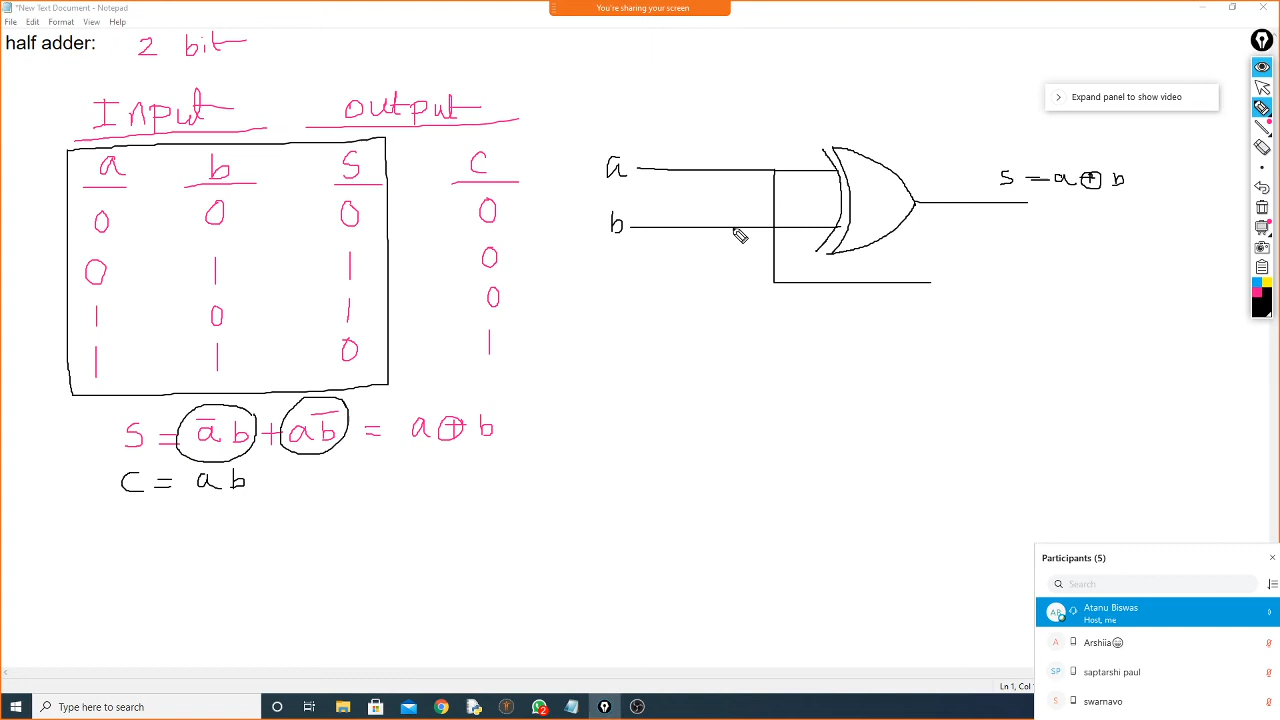 *New Text Document - Notepad
You're sharing your screen
File Edit Format View Help
half adder: 2 bit
Expand panel to show video
Input output
a b S C
0 0 0 0
0 1 1 0
1 0 1 0
1 1 0 1
S = a̅ b + a b̅ = a ⊕ b
C = a b
a
b
S = a ⊕ b
Participants (5)
Search
AB Atanu Biswas
Host, me
A Arshiia😄
SP saptarshi paul
S swarnavo
Ln 1, Col
Type here to search
2